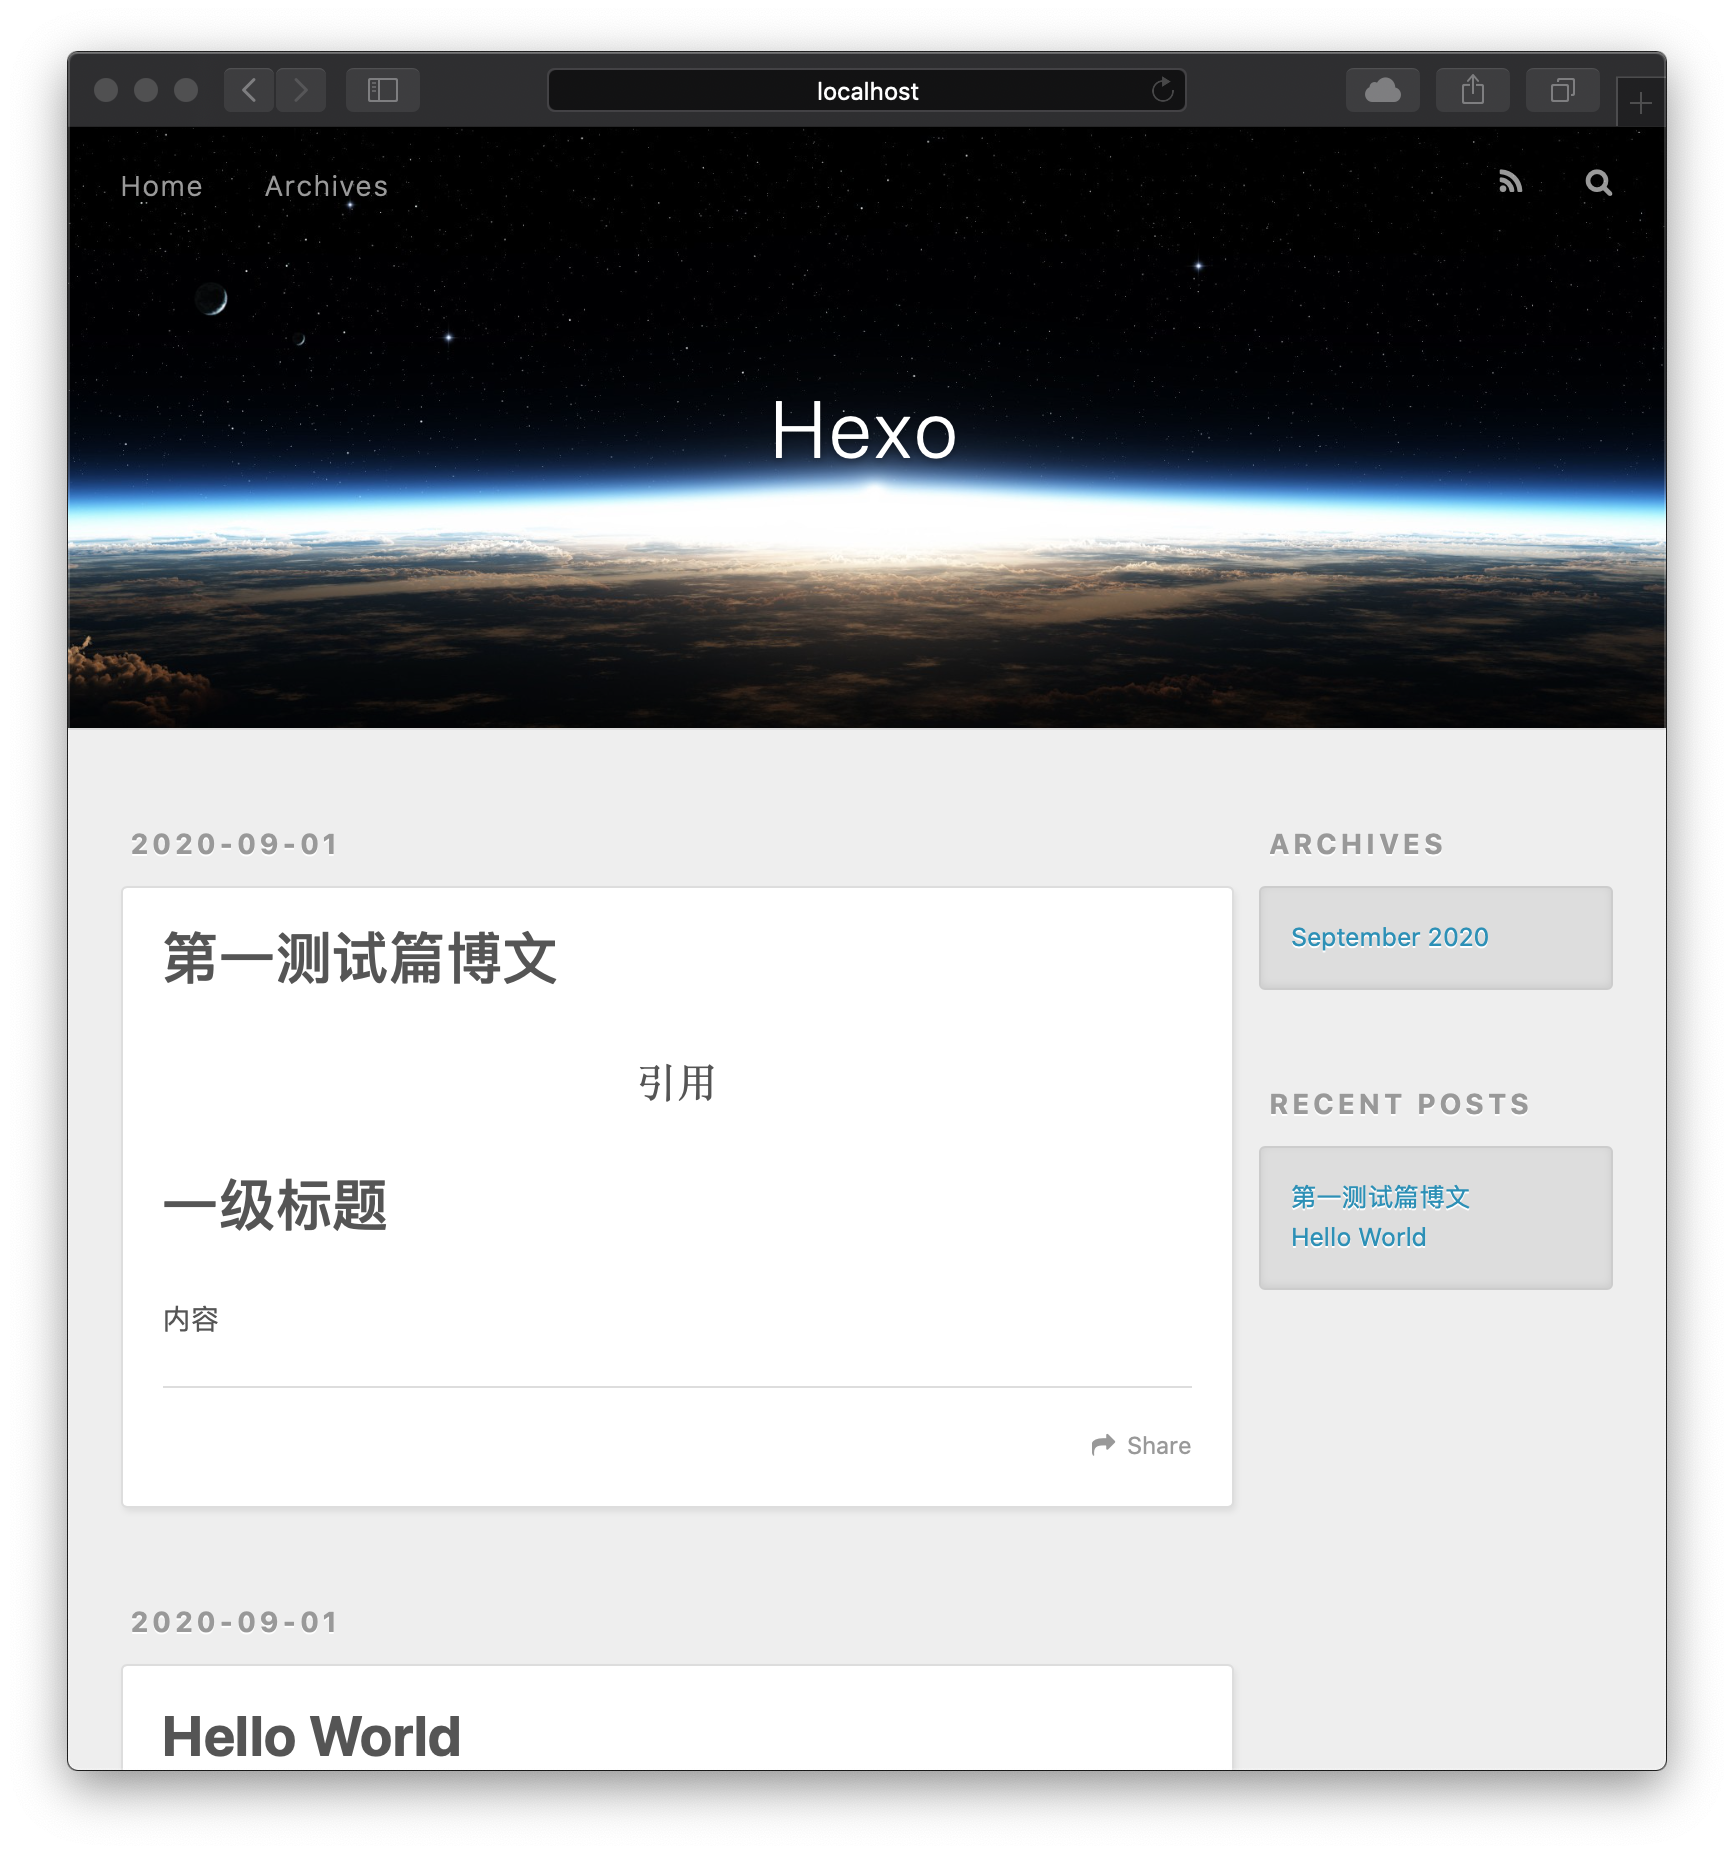 localhost
Home Archives
Hexo
2020-09-01
第一测试篇博文
引用
一级标题
内容
Share
2020-09-01
Hello World
ARCHIVES
September 2020
RECENT POSTS
第一测试篇博文
Hello World